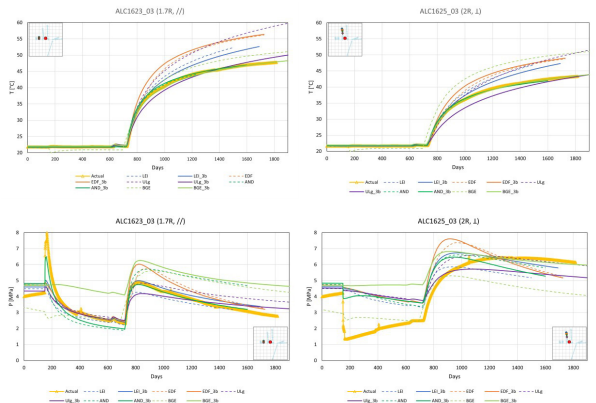 ALC1623_03 (1.7R, //)
ALC1625_03 (2R, ⊥)
T [°C]
60
55
50
45
40
35
30
25
20
0 200 400 600 800 1000 1200 1400 1600 1800
Days
Actual LEI LEI_3b EDF
EDF_3b ULg ULg_3b AND
AND_3b BGE BGE_3b
T [°C]
60
55
50
45
40
35
30
25
20
0 200 400 600 800 1000 1200 1400 1600 1800
Days
Actual LEI LEI_3b EDF EDF_3b ULg
ULg_3b AND AND_3b BGE BGE_3b
ALC1623_03 (1.7R, //)
ALC1625_03 (2R, ⊥)
P [MPa]
8
7
6
5
4
3
2
1
0
0 200 400 600 800 1000 1200 1400 1600 1800
Days
Actual LEI LEI_3b EDF EDF_3b ULg
ULg_3b AND AND_3b BGE BGE_3b
P [MPa]
8
7
6
5
4
3
2
1
0
0 200 400 600 800 1000 1200 1400 1600 1800
Days
Actual LEI LEI_3b EDF EDF_3b ULg
ULg_3b AND AND_3b BGE BGE_3b